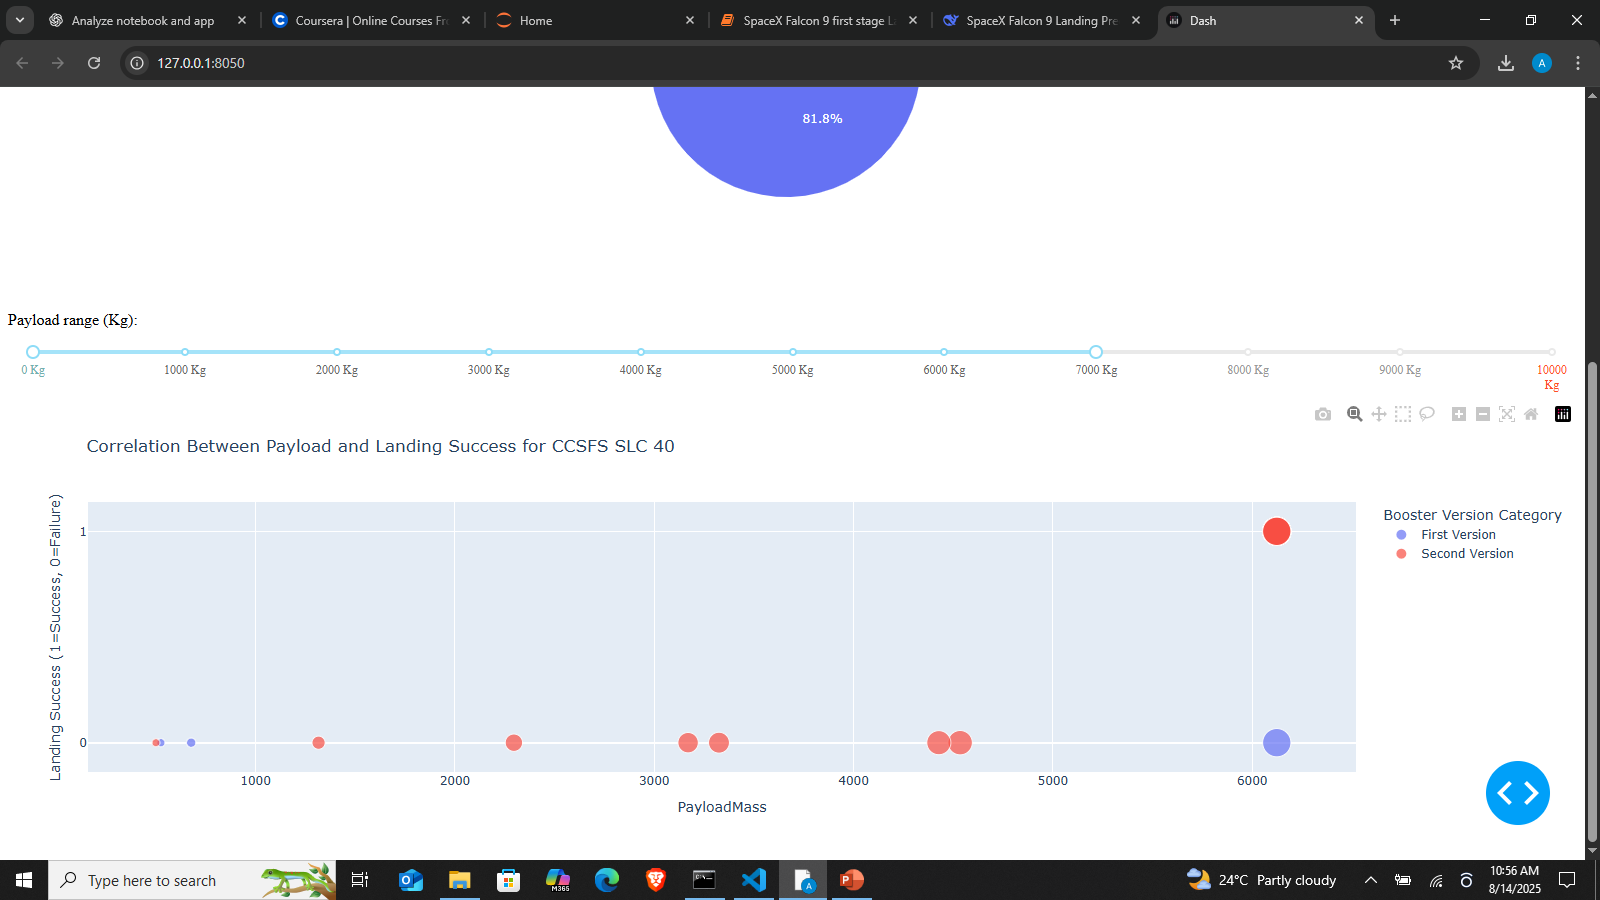 Analyze notebook and app
Coursera | Online Courses Fr
Home
SpaceX Falcon 9 first stage L
SpaceX Falcon 9 Landing Pre
Dash
127.0.0.1:8050
A
81.8%
Payload range (Kg):
0 Kg
1000 Kg
2000 Kg
3000 Kg
4000 Kg
5000 Kg
6000 Kg
7000 Kg
8000 Kg
9000 Kg
10000
Kg
Correlation Between Payload and Landing Success for CCSFS SLC 40
Landing Success (1=Success, 0=Failure)
1
0
1000
2000
3000
4000
5000
6000
PayloadMass
Booster Version Category
First Version
Second Version
Type here to search
M365
A
P
24°C Partly cloudy
10:56 AM
8/14/2025